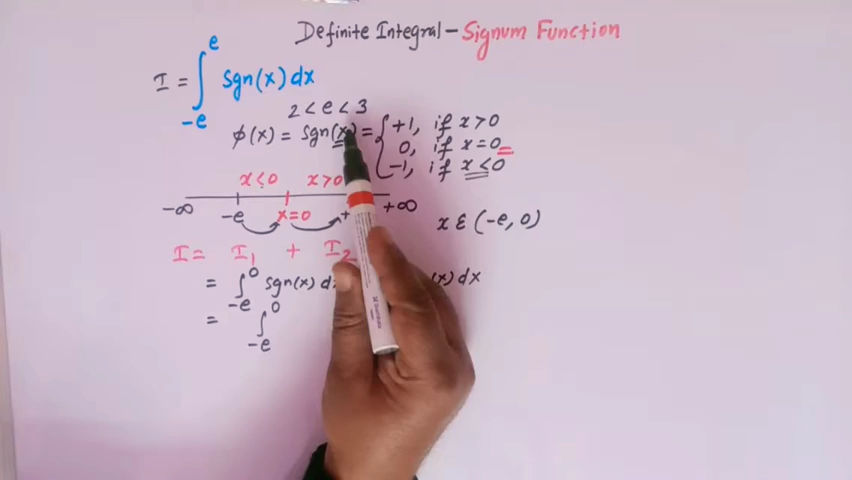 Definite Integral - Signum Function
I = ∫_{-e}^{e} Sgn(x) dx
2 < e < 3
φ(x) = Sgn(x) = { +1, if x>0
0, if x=0
-1, if x<0
x<0 x>0
-∞ -e x=0 + +∞
x ε (-e, 0)
I = I₁ + I₂
= ∫_{-e}^{0} Sgn(x) d (x) dx
= ∫_{-e}^{0}